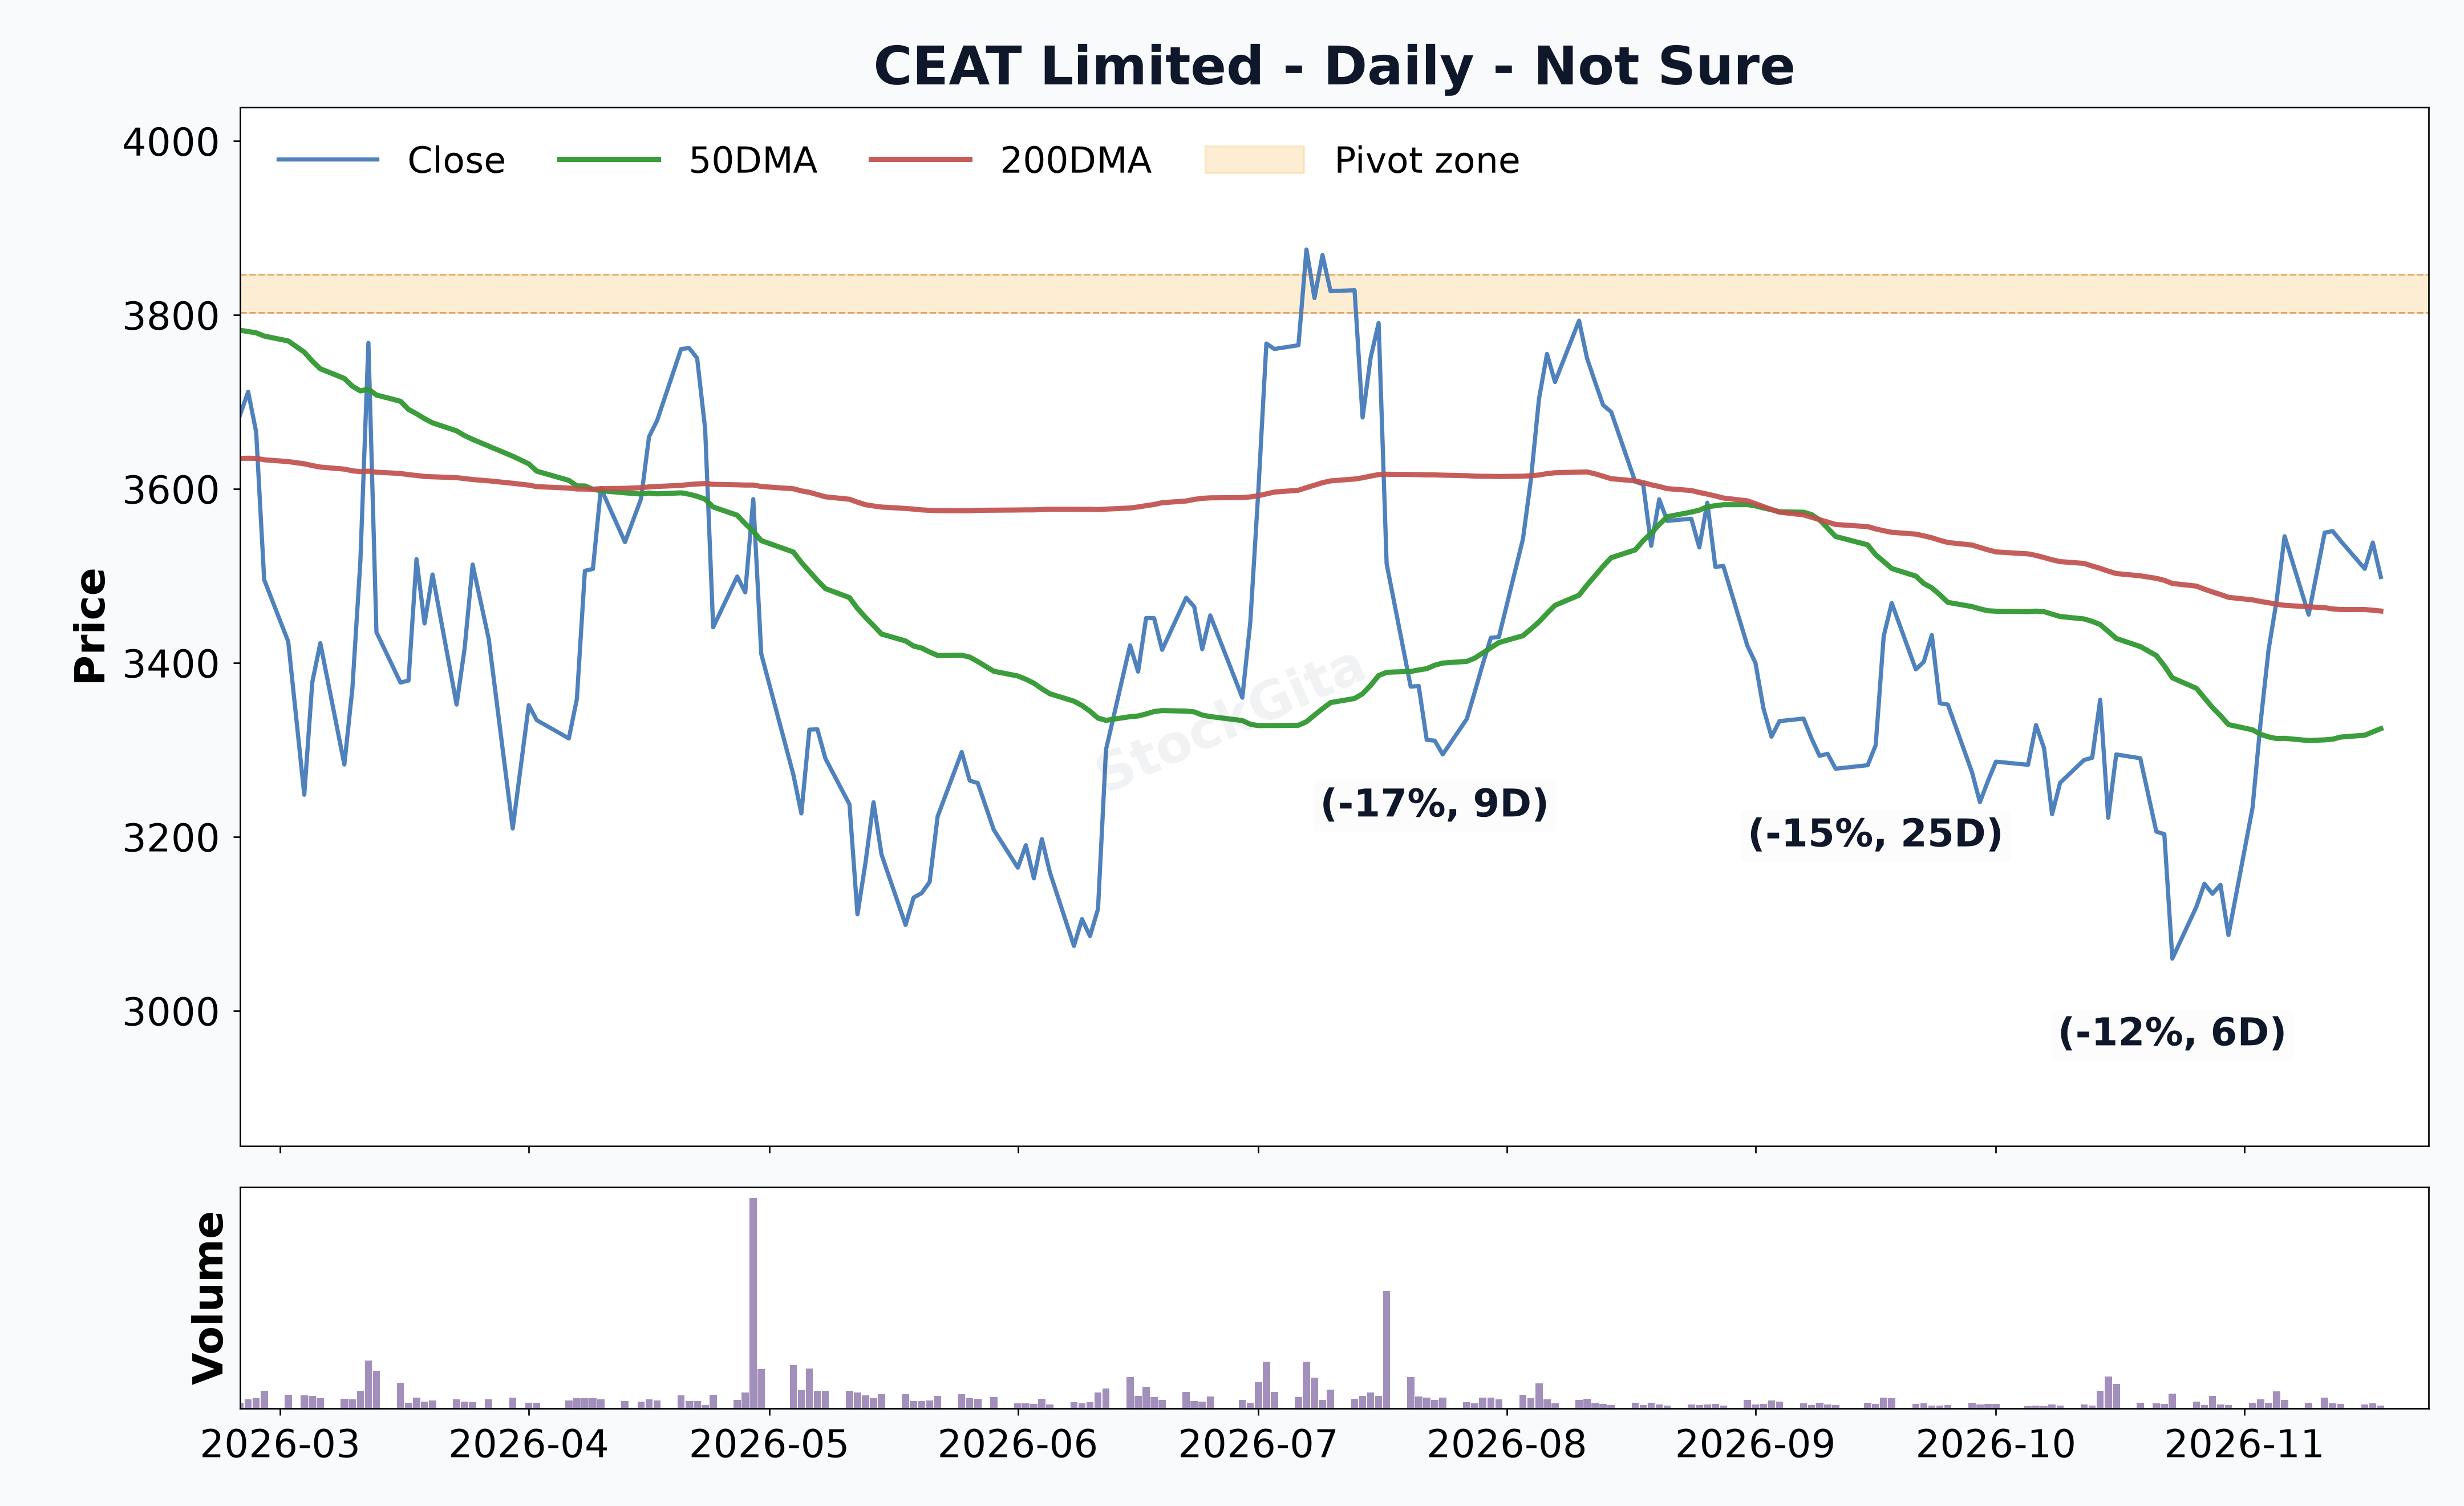 CEAT Limited - Daily - Not Sure
Close 50DMA 200DMA Pivot zone
4000
3800
3600
3400
3200
3000
Price
StockGita
(-17%, 9D)
(-15%, 25D)
(-12%, 6D)
Volume
2026-03 2026-04 2026-05 2026-06 2026-07 2026-08 2026-09 2026-10 2026-11